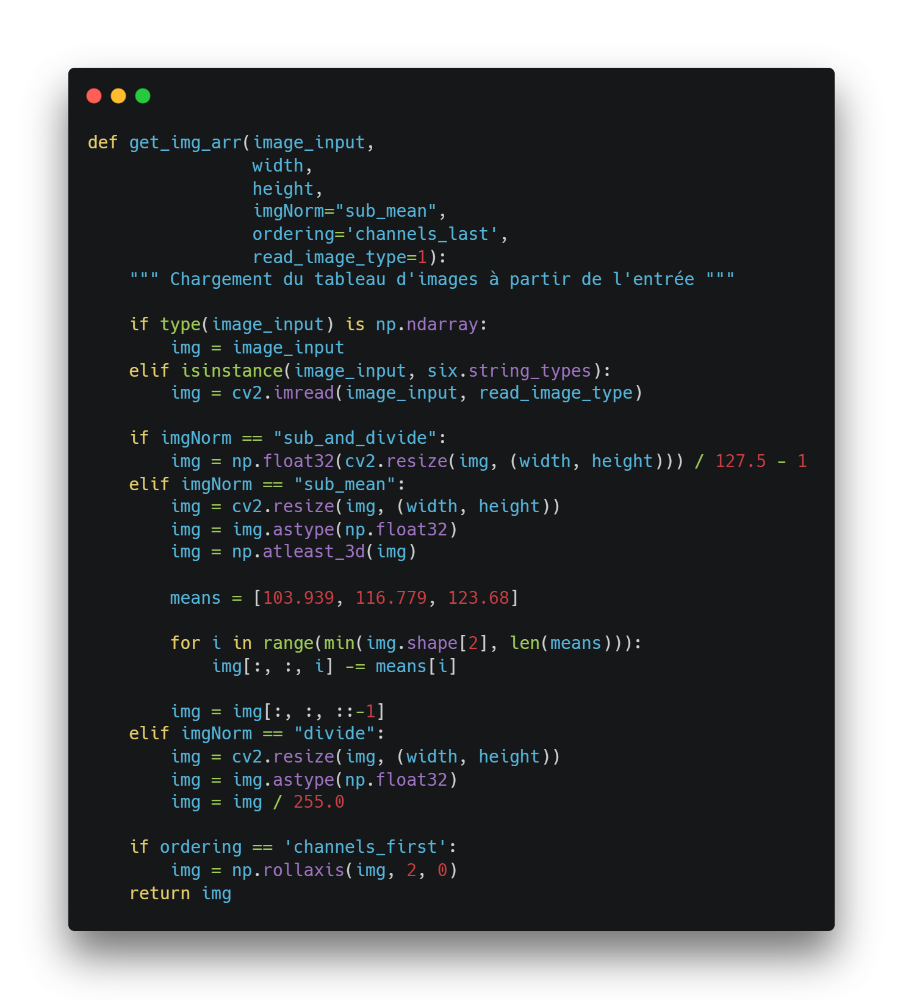 def get_img_arr(image_input,
                width,
                height,
                imgNorm="sub_mean",
                ordering='channels_last',
                read_image_type=1):
    """ Chargement du tableau d'images à partir de l'entrée """

    if type(image_input) is np.ndarray:
        img = image_input
    elif isinstance(image_input, six.string_types):
        img = cv2.imread(image_input, read_image_type)

    if imgNorm == "sub_and_divide":
        img = np.float32(cv2.resize(img, (width, height))) / 127.5 - 1
    elif imgNorm == "sub_mean":
        img = cv2.resize(img, (width, height))
        img = img.astype(np.float32)
        img = np.atleast_3d(img)

        means = [103.939, 116.779, 123.68]

        for i in range(min(img.shape[2], len(means))):
            img[:, :, i] -= means[i]

        img = img[:, :, ::-1]
    elif imgNorm == "divide":
        img = cv2.resize(img, (width, height))
        img = img.astype(np.float32)
        img = img / 255.0

    if ordering == 'channels_first':
        img = np.rollaxis(img, 2, 0)
    return img